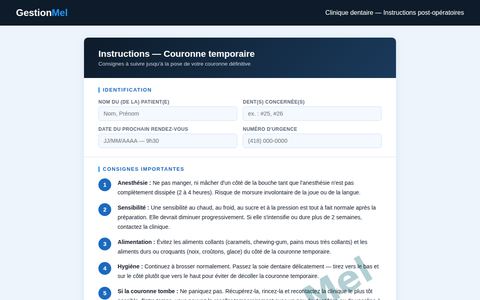 GestionMel
Clinique dentaire — Instructions post-opératoires
Instructions — Couronne temporaire
Consignes à suivre jusqu'à la pose de votre couronne définitive
IDENTIFICATION
NOM DU (DE LA) PATIENT(E)
DENT(S) CONCERNÉE(S)
Nom, Prénom
ex. : #25, #26
DATE DU PROCHAIN RENDEZ-VOUS
NUMÉRO D'URGENCE
JJ/MM/AAAA — 9h30
(418) 000-0000
CONSIGNES IMPORTANTES
1 Anesthésie : Ne pas manger, ni mâcher d'un côté de la bouche tant que l'anesthésie n'est pas
complètement dissipée (2 à 4 heures). Risque de morsure involontaire de la joue ou de la langue.
2 Sensibilité : Une sensibilité au chaud, au froid, au sucre et à la pression est tout à fait normale après la
préparation. Elle devrait diminuer progressivement. Si elle s'intensifie ou dure plus de 2 semaines,
contactez la clinique.
3 Alimentation : Évitez les aliments collants (caramels, chewing-gum, pains mous très collants) et les
aliments durs ou croquants (noix, croûtons, glace) du côté de la couronne temporaire.
4 Hygiène : Continuez à brosser normalement. Passez la soie dentaire délicatement — tirez vers le bas et
sur le côté plutôt que vers le haut pour éviter de décoller la couronne temporaire.
5 Si la couronne tombe : Ne paniquez pas. Récupérez-la, rincez-la et recontactez la clinique le plus tôt
Mel